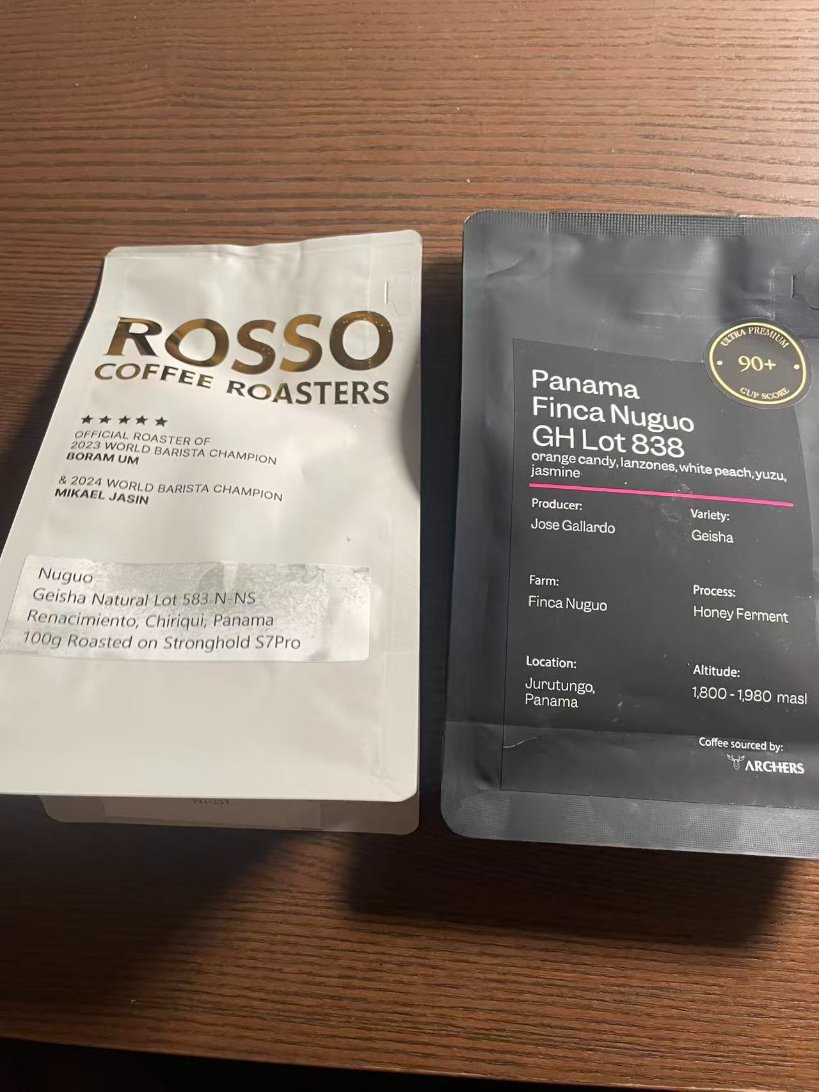 ROSSO
COFFEE ROASTERS
★★★★★
OFFICIAL ROASTER OF
2023 WORLD BARISTA CHAMPION
BORAM UM
& 2024 WORLD BARISTA CHAMPION
MIKAEL JASIN
Nuguo
Geisha Natural Lot 583 N-NS
Renacimiento, Chiriqui, Panama
100g Roasted on Stronghold S7Pro
ULTRA PREMIUM
90+
CUP SCORE
Panama
Finca Nuguo
GH Lot 838
orange candy, lanzones, white peach, yuzu,
jasmine
Producer:
Jose Gallardo
Variety:
Geisha
Farm:
Finca Nuguo
Process:
Honey Ferment
Location:
Jurutungo,
Panama
Altitude:
1,800 - 1,980 masl
Coffee sourced by:
ARCHERS